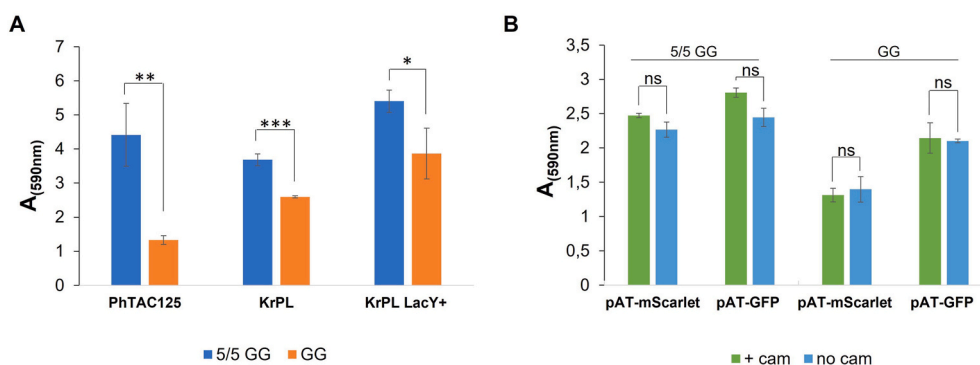 A
7
6
5
4
3
2
1
0
A(590nm)
**
***
*
PhTAC125 KrPL KrPL LacY+
5/5 GG GG
B
3,5
3
2,5
2
1,5
1
0,5
0
A(590nm)
5/5 GG GG
ns ns ns ns
pAT-mScarlet pAT-GFP pAT-mScarlet pAT-GFP
+ cam no cam